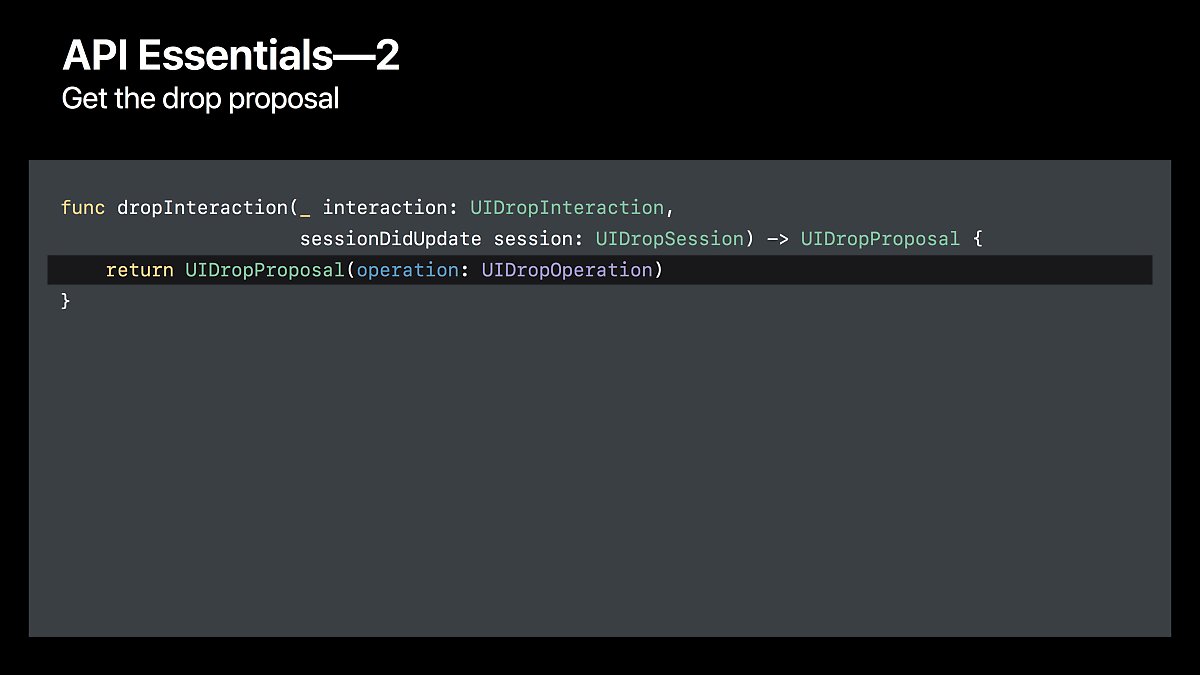 API Essentials—2
Get the drop proposal
func dropInteraction(_ interaction: UIDropInteraction,
sessionDidUpdate session: UIDropSession) -> UIDropProposal {
return UIDropProposal(operation: UIDropOperation)
}